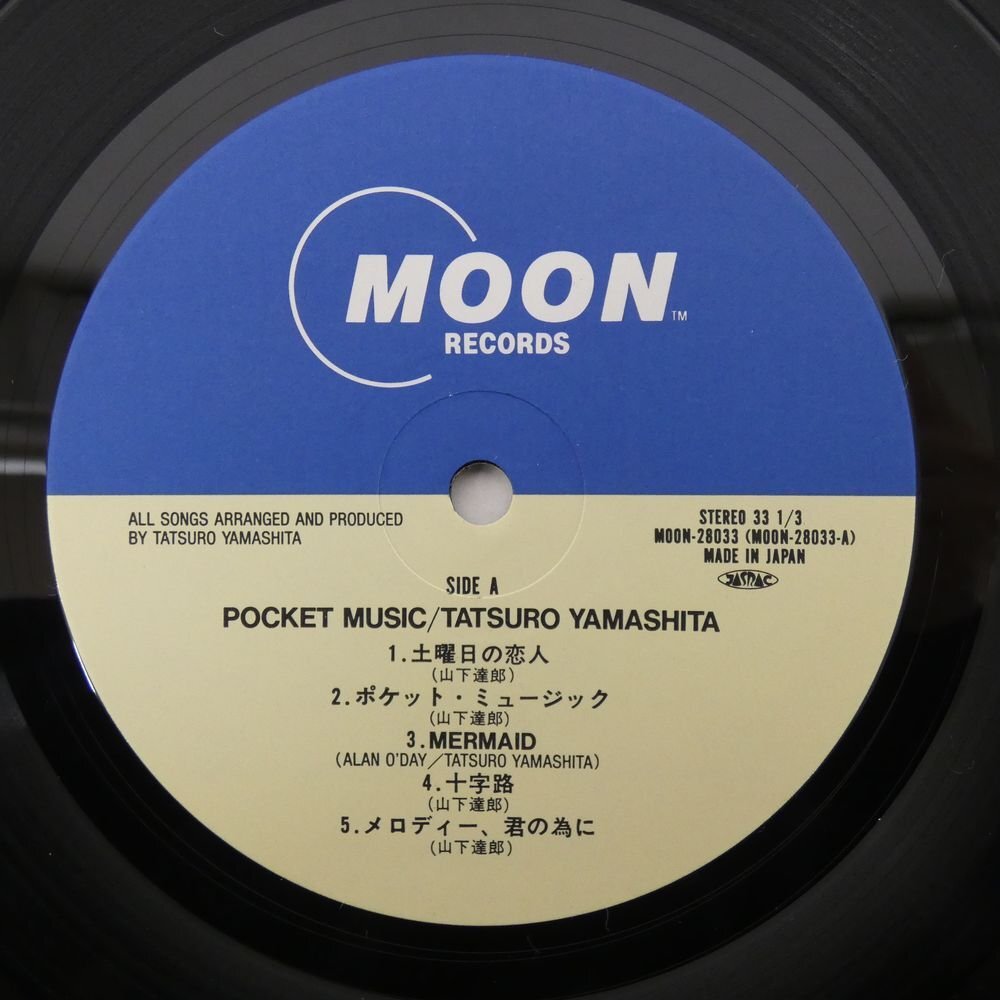 MOON™
RECORDS
ALL SONGS ARRANGED AND PRODUCED
BY TATSURO YAMASHITA
STEREO 33 1/3
MOON-28033 (MOON-28033-A)
MADE IN JAPAN
JASRAC
SIDE A
POCKET MUSIC/TATSURO YAMASHITA
1.土曜日の恋人
(山下達郎)
2.ポケット・ミュージック
(山下達郎)
3.MERMAID
(ALAN O'DAY/TATSURO YAMASHITA)
4.十字路
(山下達郎)
5.メロディー、君の為に
(山下達郎)